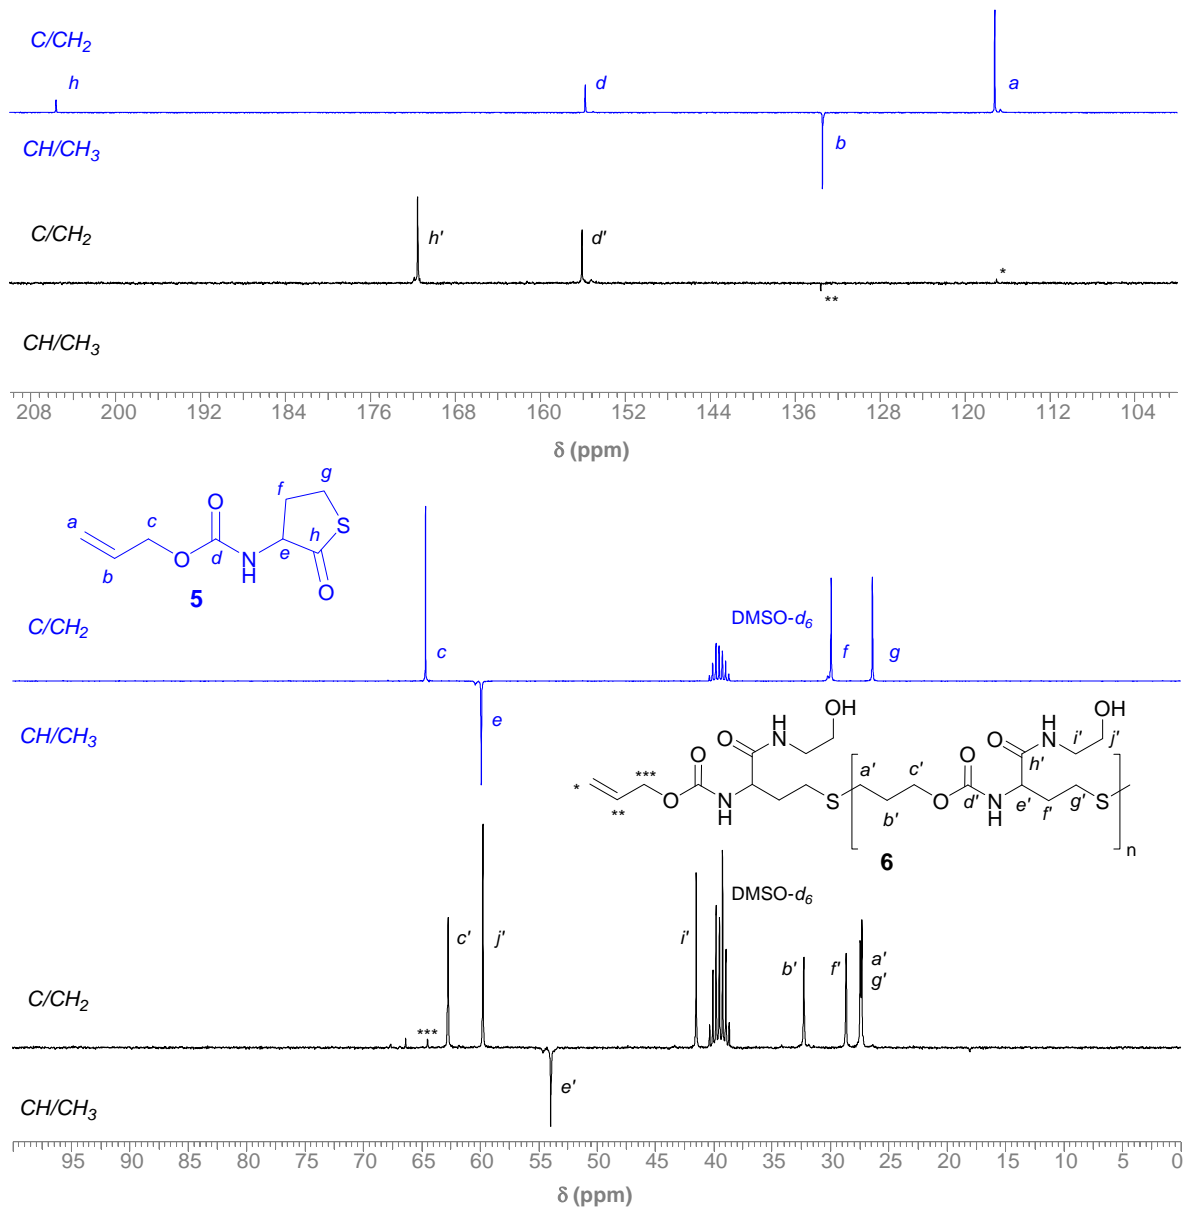 C/CH2
h
d
a
CH/CH3
b
C/CH2
h'
d'
*
**
CH/CH3
208 200 192 184 176 168 160 152 144 136 128 120 112 104
δ (ppm)
g
f
O
a
c
S
h
O
d
N
H
e
b
O
5
C/CH2
DMSO-d6
c
f
g
CH/CH3
e
OH
OH
O
N
H
O
N
H
i'
j'
O
***
a'
c'
O
h'
*
O
N
H
S
O
d'
N
H
e'
g'
S
**
b'
f'
n
6
DMSO-d6
c'
j'
i'
b'
f'
a'
g'
C/CH2
***
e'
CH/CH3
95 90 85 80 75 70 65 60 55 50 45 40 35 30 25 20 15 10 5 0
δ (ppm)